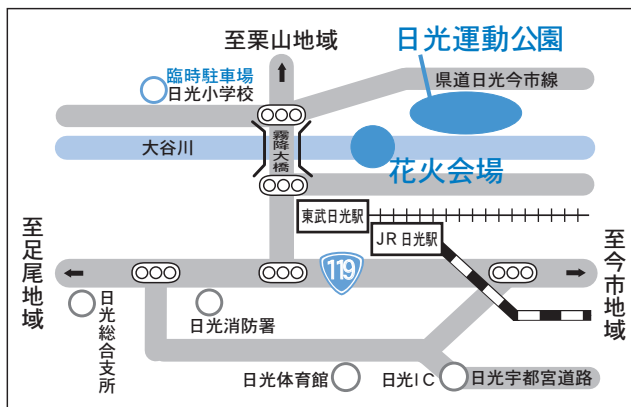 至栗山地域
日光運動公園
臨時駐車場
日光小学校
県道日光今市線
大谷川
霧降大橋
花火会場
東武日光駅
JR日光駅
至足尾地域
119
至今市地域
日光総合支所
日光消防署
日光体育館
日光IC
日光宇都宮道路